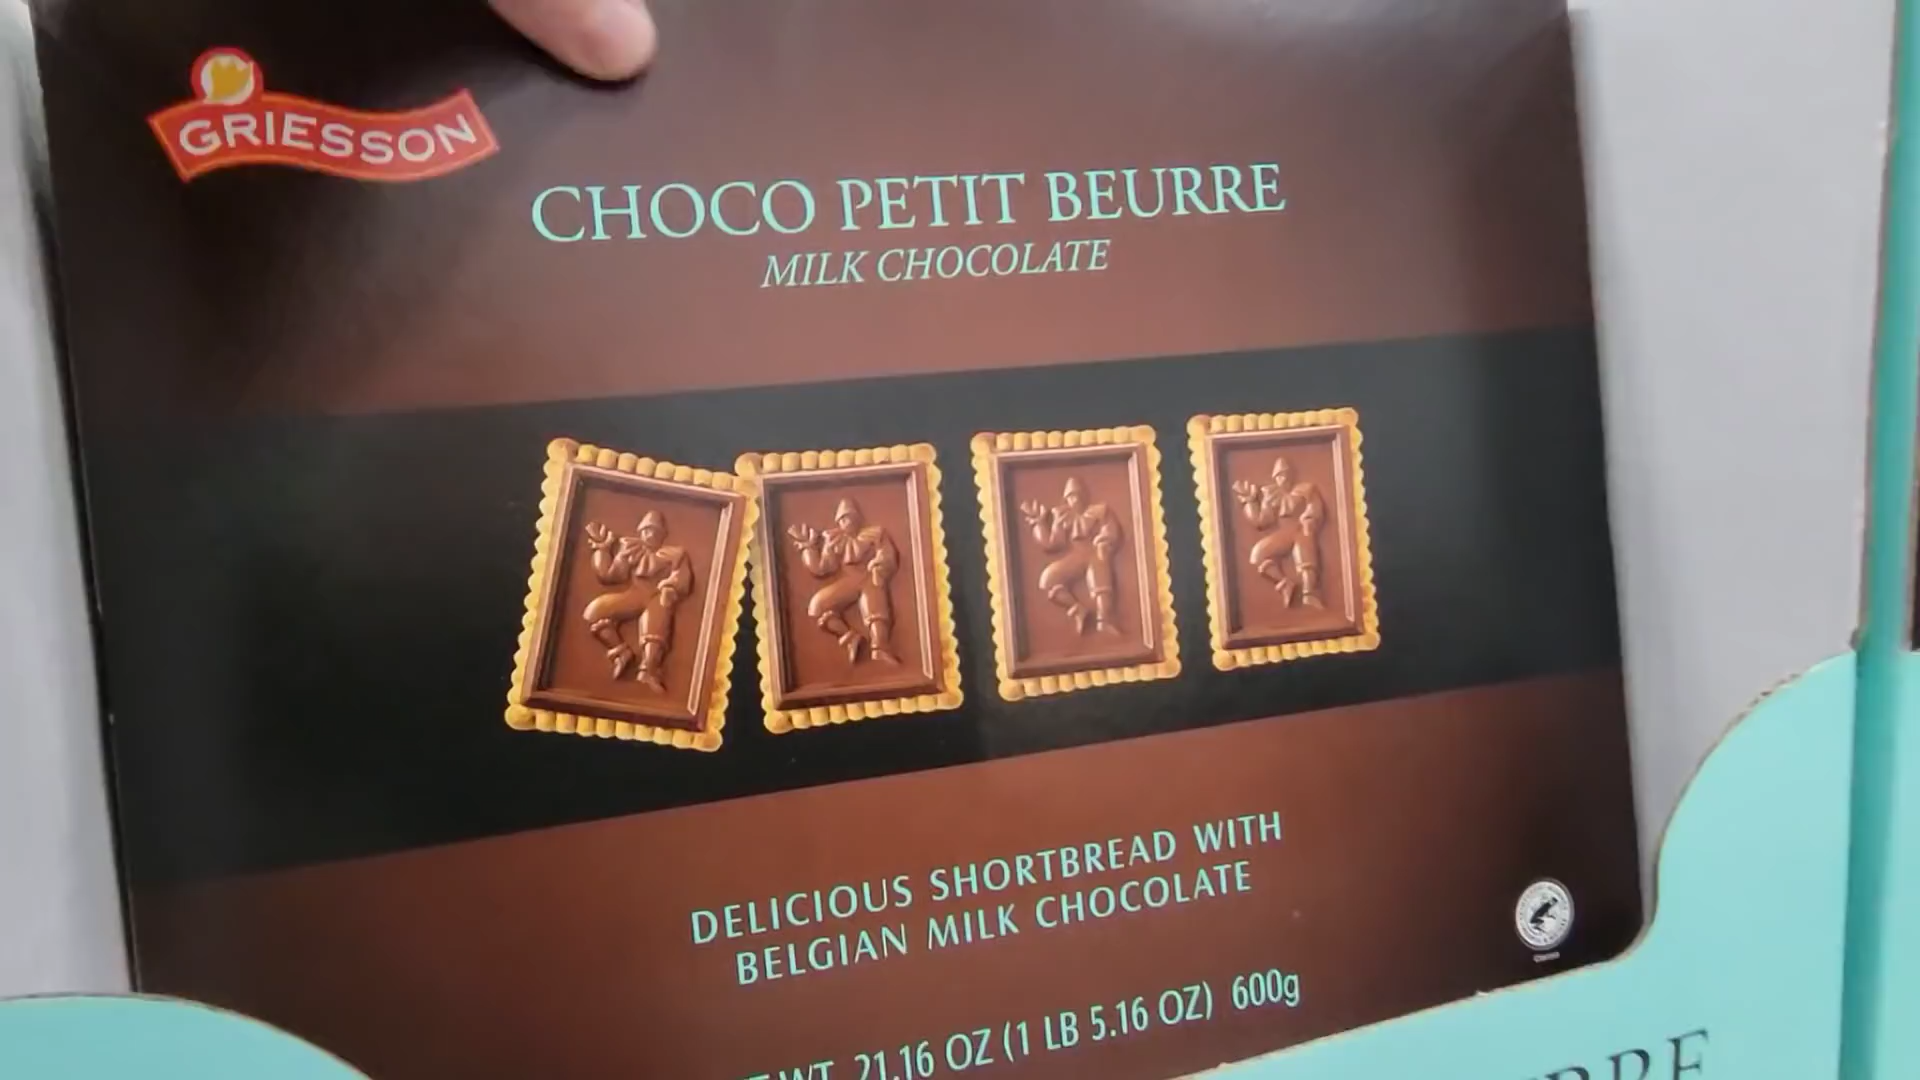 GRIESSON
CHOCO PETIT BEURRE
MILK CHOCOLATE
DELICIOUS SHORTBREAD WITH
BELGIAN MILK CHOCOLATE
WT. 21.16 OZ (1 LB 5.16 OZ) 600g